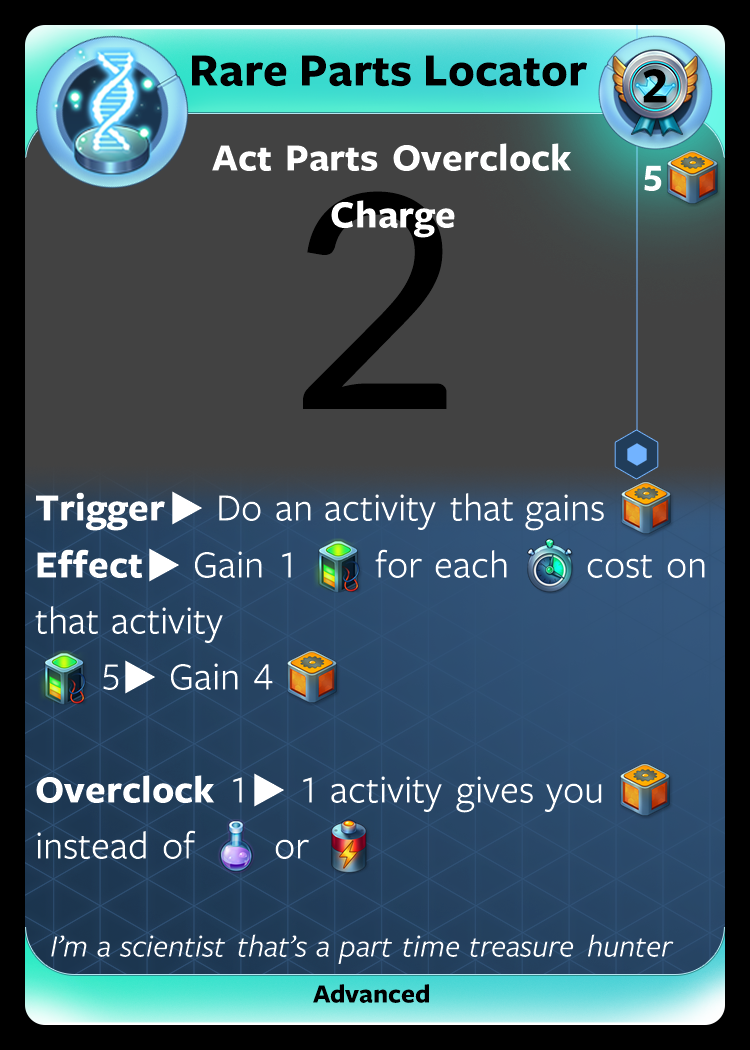 Rare Parts Locator
2
Act Parts Overclock
5
Charge
2
Trigger▶ Do an activity that gains
Effect▶ Gain 1 for each cost on
that activity
5▶ Gain 4
Overclock 1▶ 1 activity gives you
instead of or
I'm a scientist that's a part time treasure hunter
Advanced